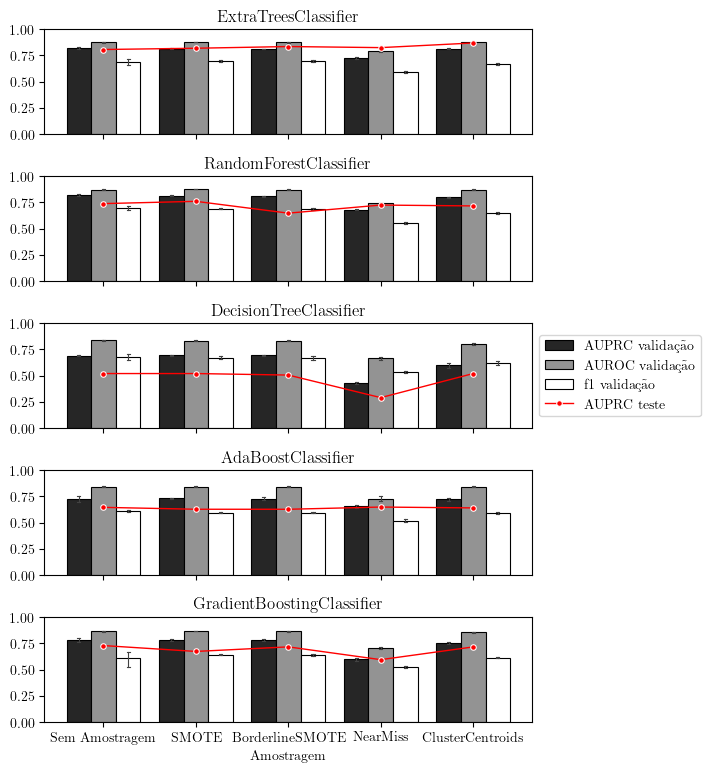 ExtraTreesClassifier
1.00
0.75
0.50
0.25
0.00
RandomForestClassifier
1.00
0.75
0.50
0.25
0.00
DecisionTreeClassifier
1.00
0.75
0.50
0.25
0.00
AUPRC validação
AUROC validação
f1 validação
AUPRC teste
AdaBoostClassifier
1.00
0.75
0.50
0.25
0.00
GradientBoostingClassifier
1.00
0.75
0.50
0.25
0.00
Sem Amostragem SMOTE BorderlineSMOTE NearMiss ClusterCentroids
Amostragem